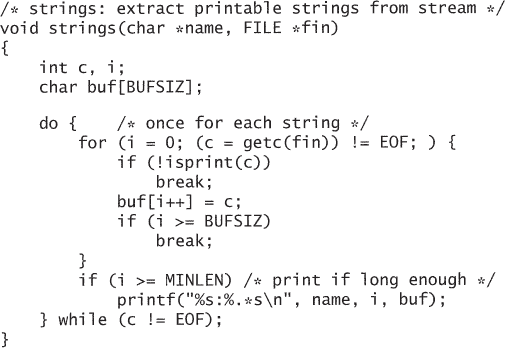 /* strings: extract printable strings from stream */
void strings(char *name, FILE *fin)
{
    int c, i;
    char buf[BUFSIZ];

    do {    /* once for each string */
        for (i = 0; (c = getc(fin)) != EOF; ) {
            if (!isprint(c))
                break;
            buf[i++] = c;
            if (i >= BUFSIZ)
                break;
        }
        if (i >= MINLEN) /* print if long enough */
            printf("%s:%.*s\n", name, i, buf);
    } while (c != EOF);
}